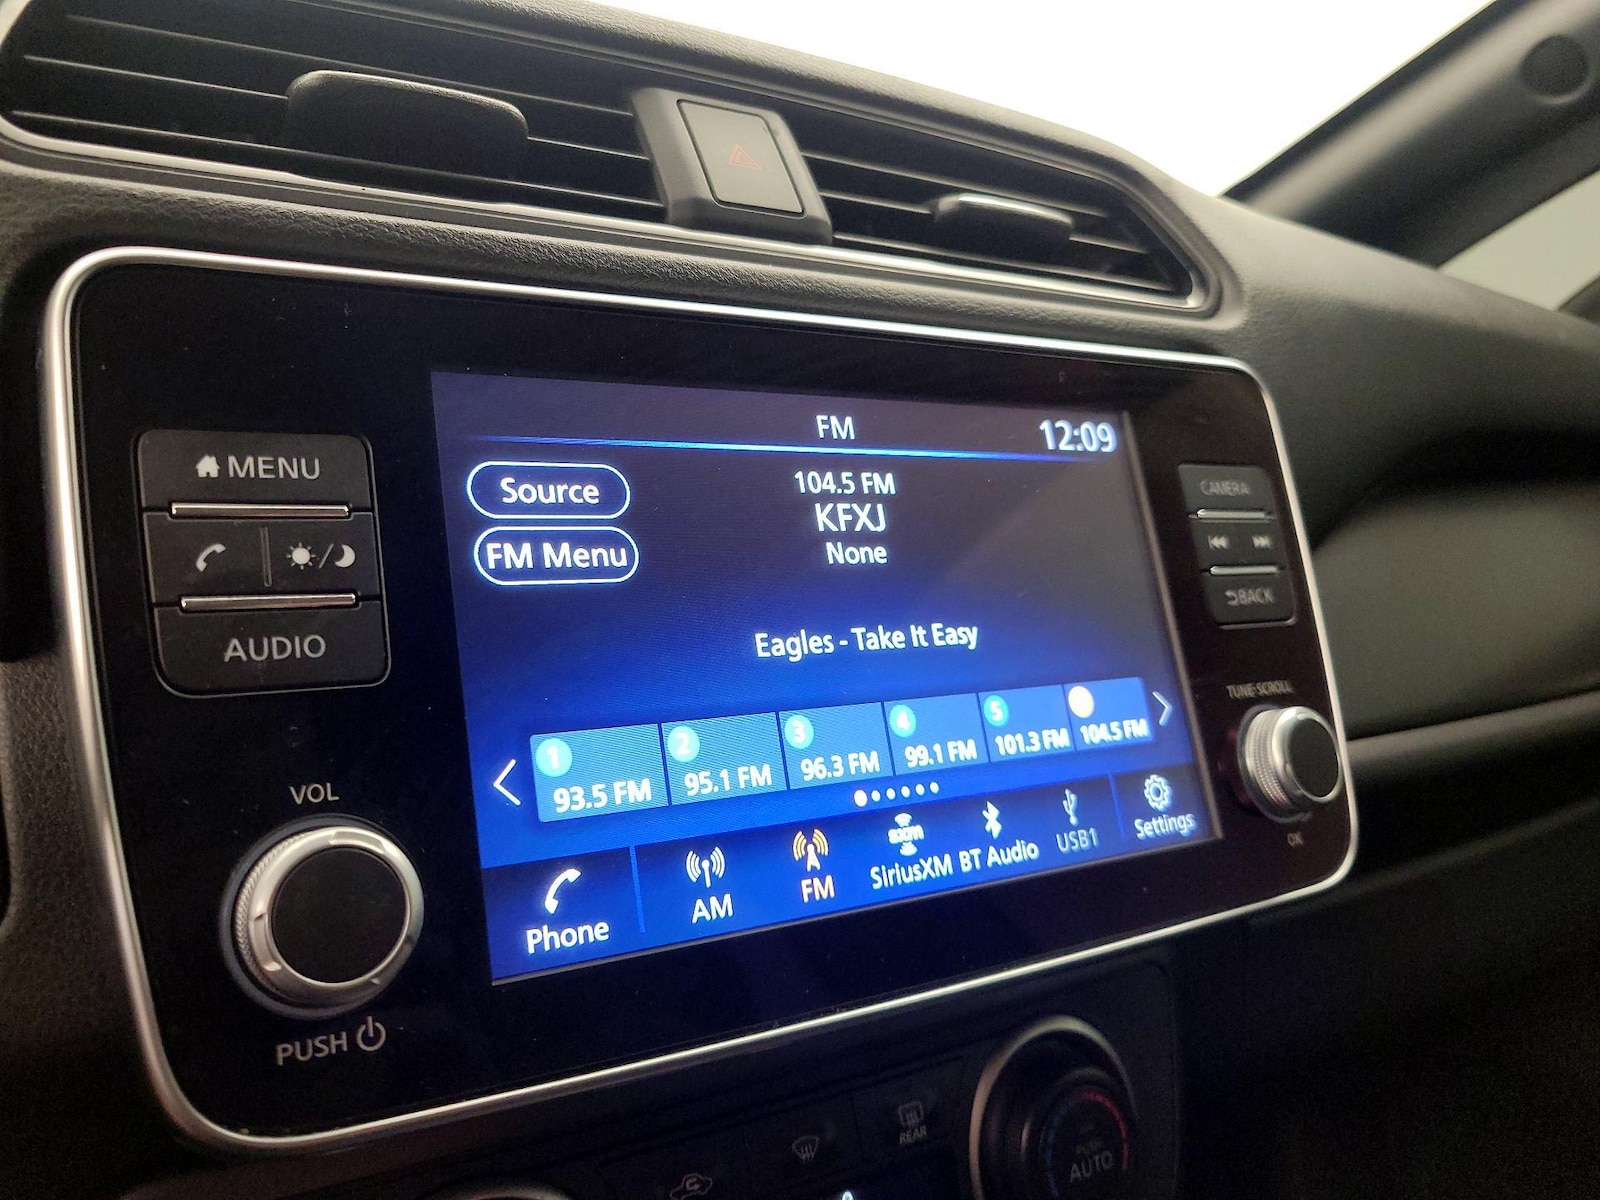 FM
12:09
Source
104.5 FM
KFXJ
FM Menu
None
Eagles - Take It Easy
1
93.5 FM
2
95.1 FM
3
96.3 FM
4
99.1 FM
5
101.3 FM
104.5 FM
Phone
AM
FM
sxm
SiriusXM
BT Audio
USB1
Settings
MENU
AUDIO
VOL
PUSH
CAMERA
BACK
TUNE·SCROLL
OK
REAR
AUTO